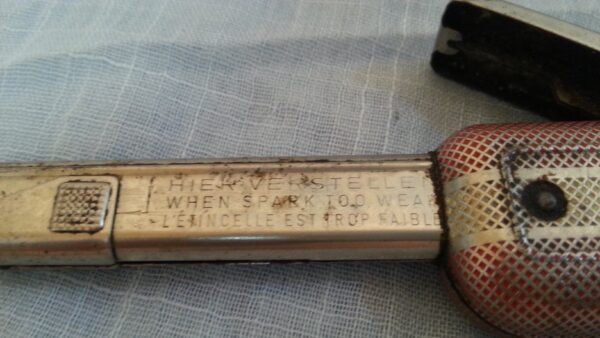 HIER VERSTELLEN
WHEN SPARK TOO WEAK
L'ÉTINCELLE EST TROP FAIBLE